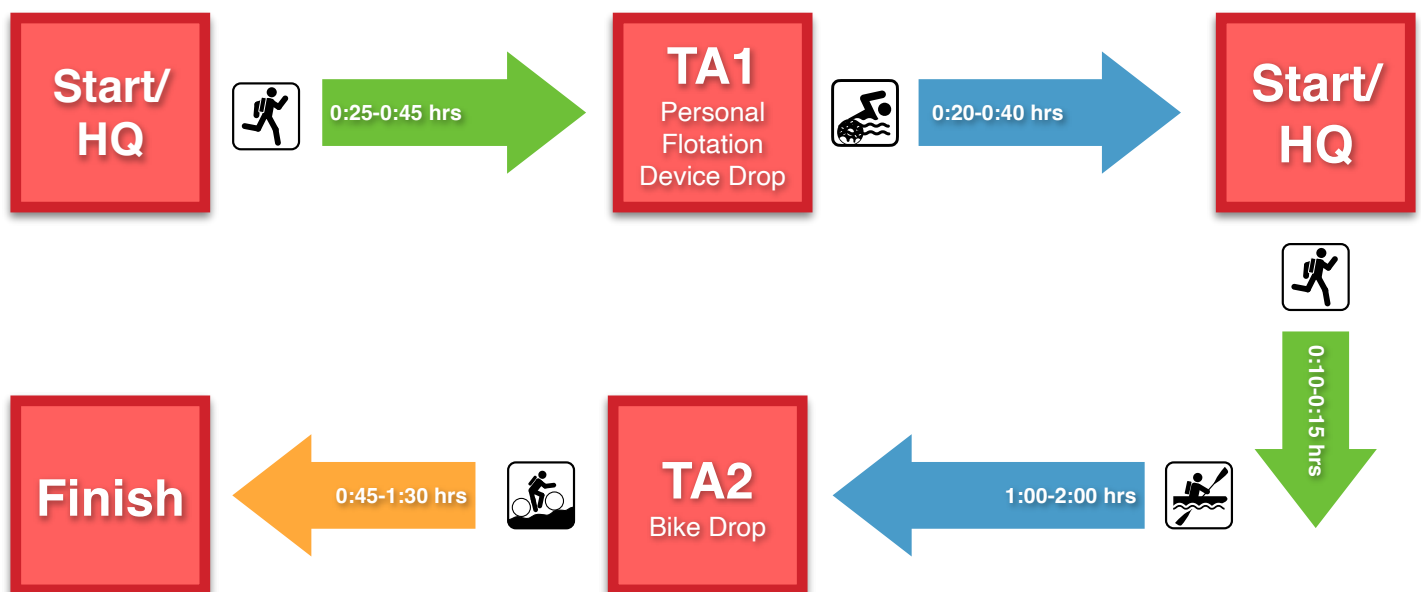 Start/
HQ
0:25-0:45 hrs
TA1
Personal
Flotation
Device Drop
0:20-0:40 hrs
Start/
HQ
0:10-0:15 hrs
1:00-2:00 hrs
TA2
Bike Drop
0:45-1:30 hrs
Finish